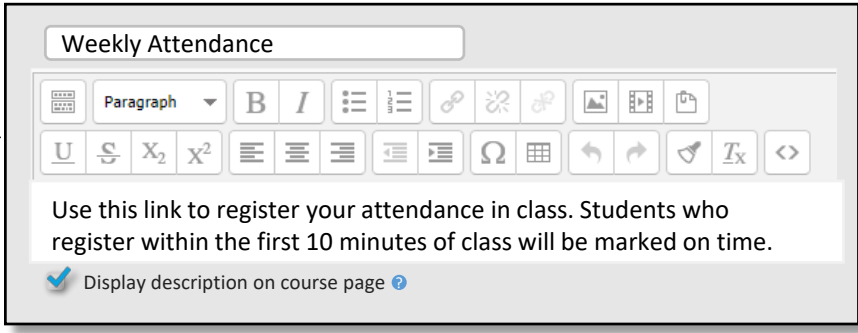 Weekly Attendance
Paragraph B I
U S X₂ X² Ω Tx <>
Use this link to register your attendance in class. Students who
register within the first 10 minutes of class will be marked on time.
Display description on course page ?